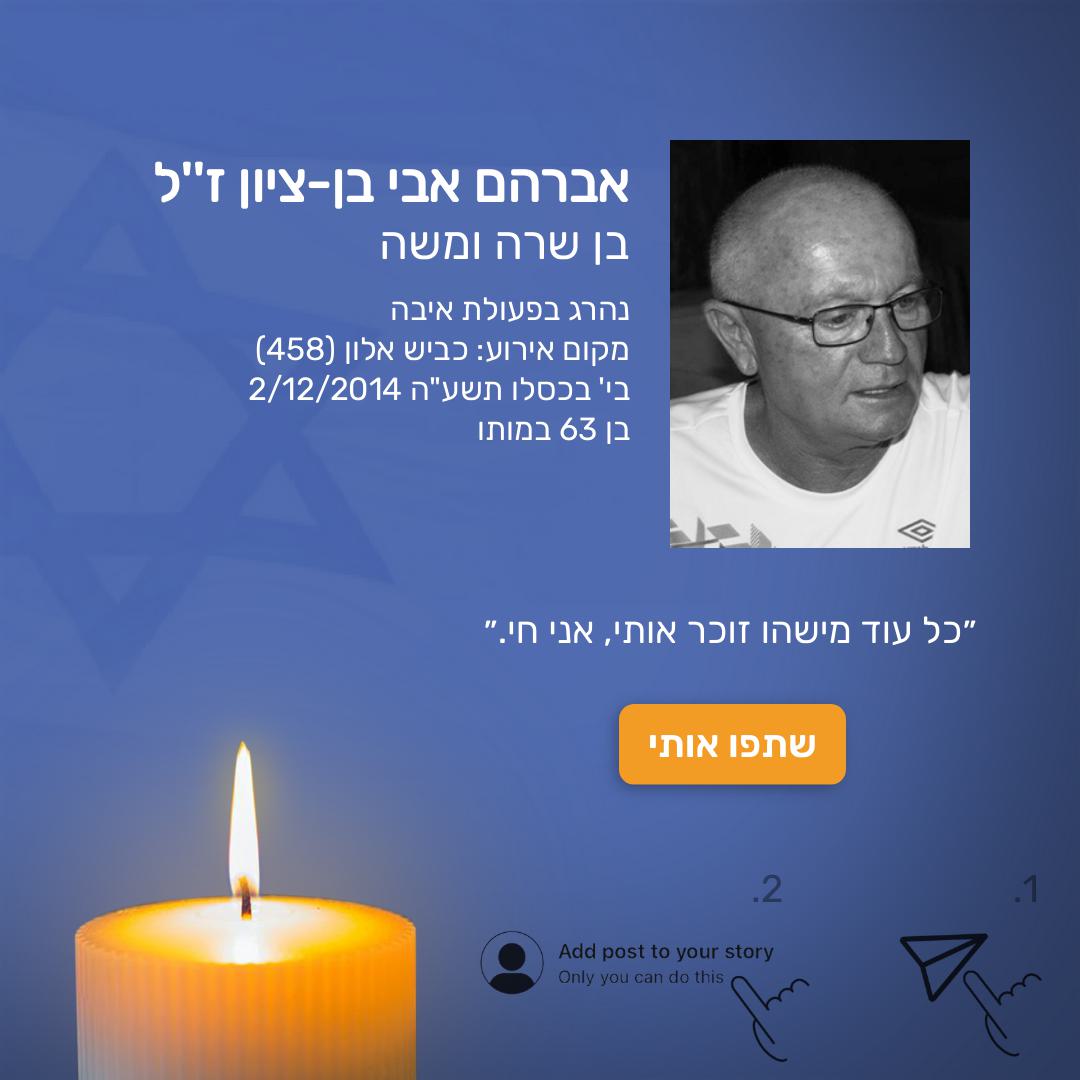 אברהם אבי בן-ציון ז"ל
בן שרה ומשה
נהרג בפעולת איבה
מקום אירוע: כביש אלון (458)
בי' בכסלו תשע"ה 2/12/2014
בן 63 במותו
״כל עוד מישהו זוכר אותי, אני חי.״
שתפו אותי
1.
2.
Add post to your story
Only you can do this